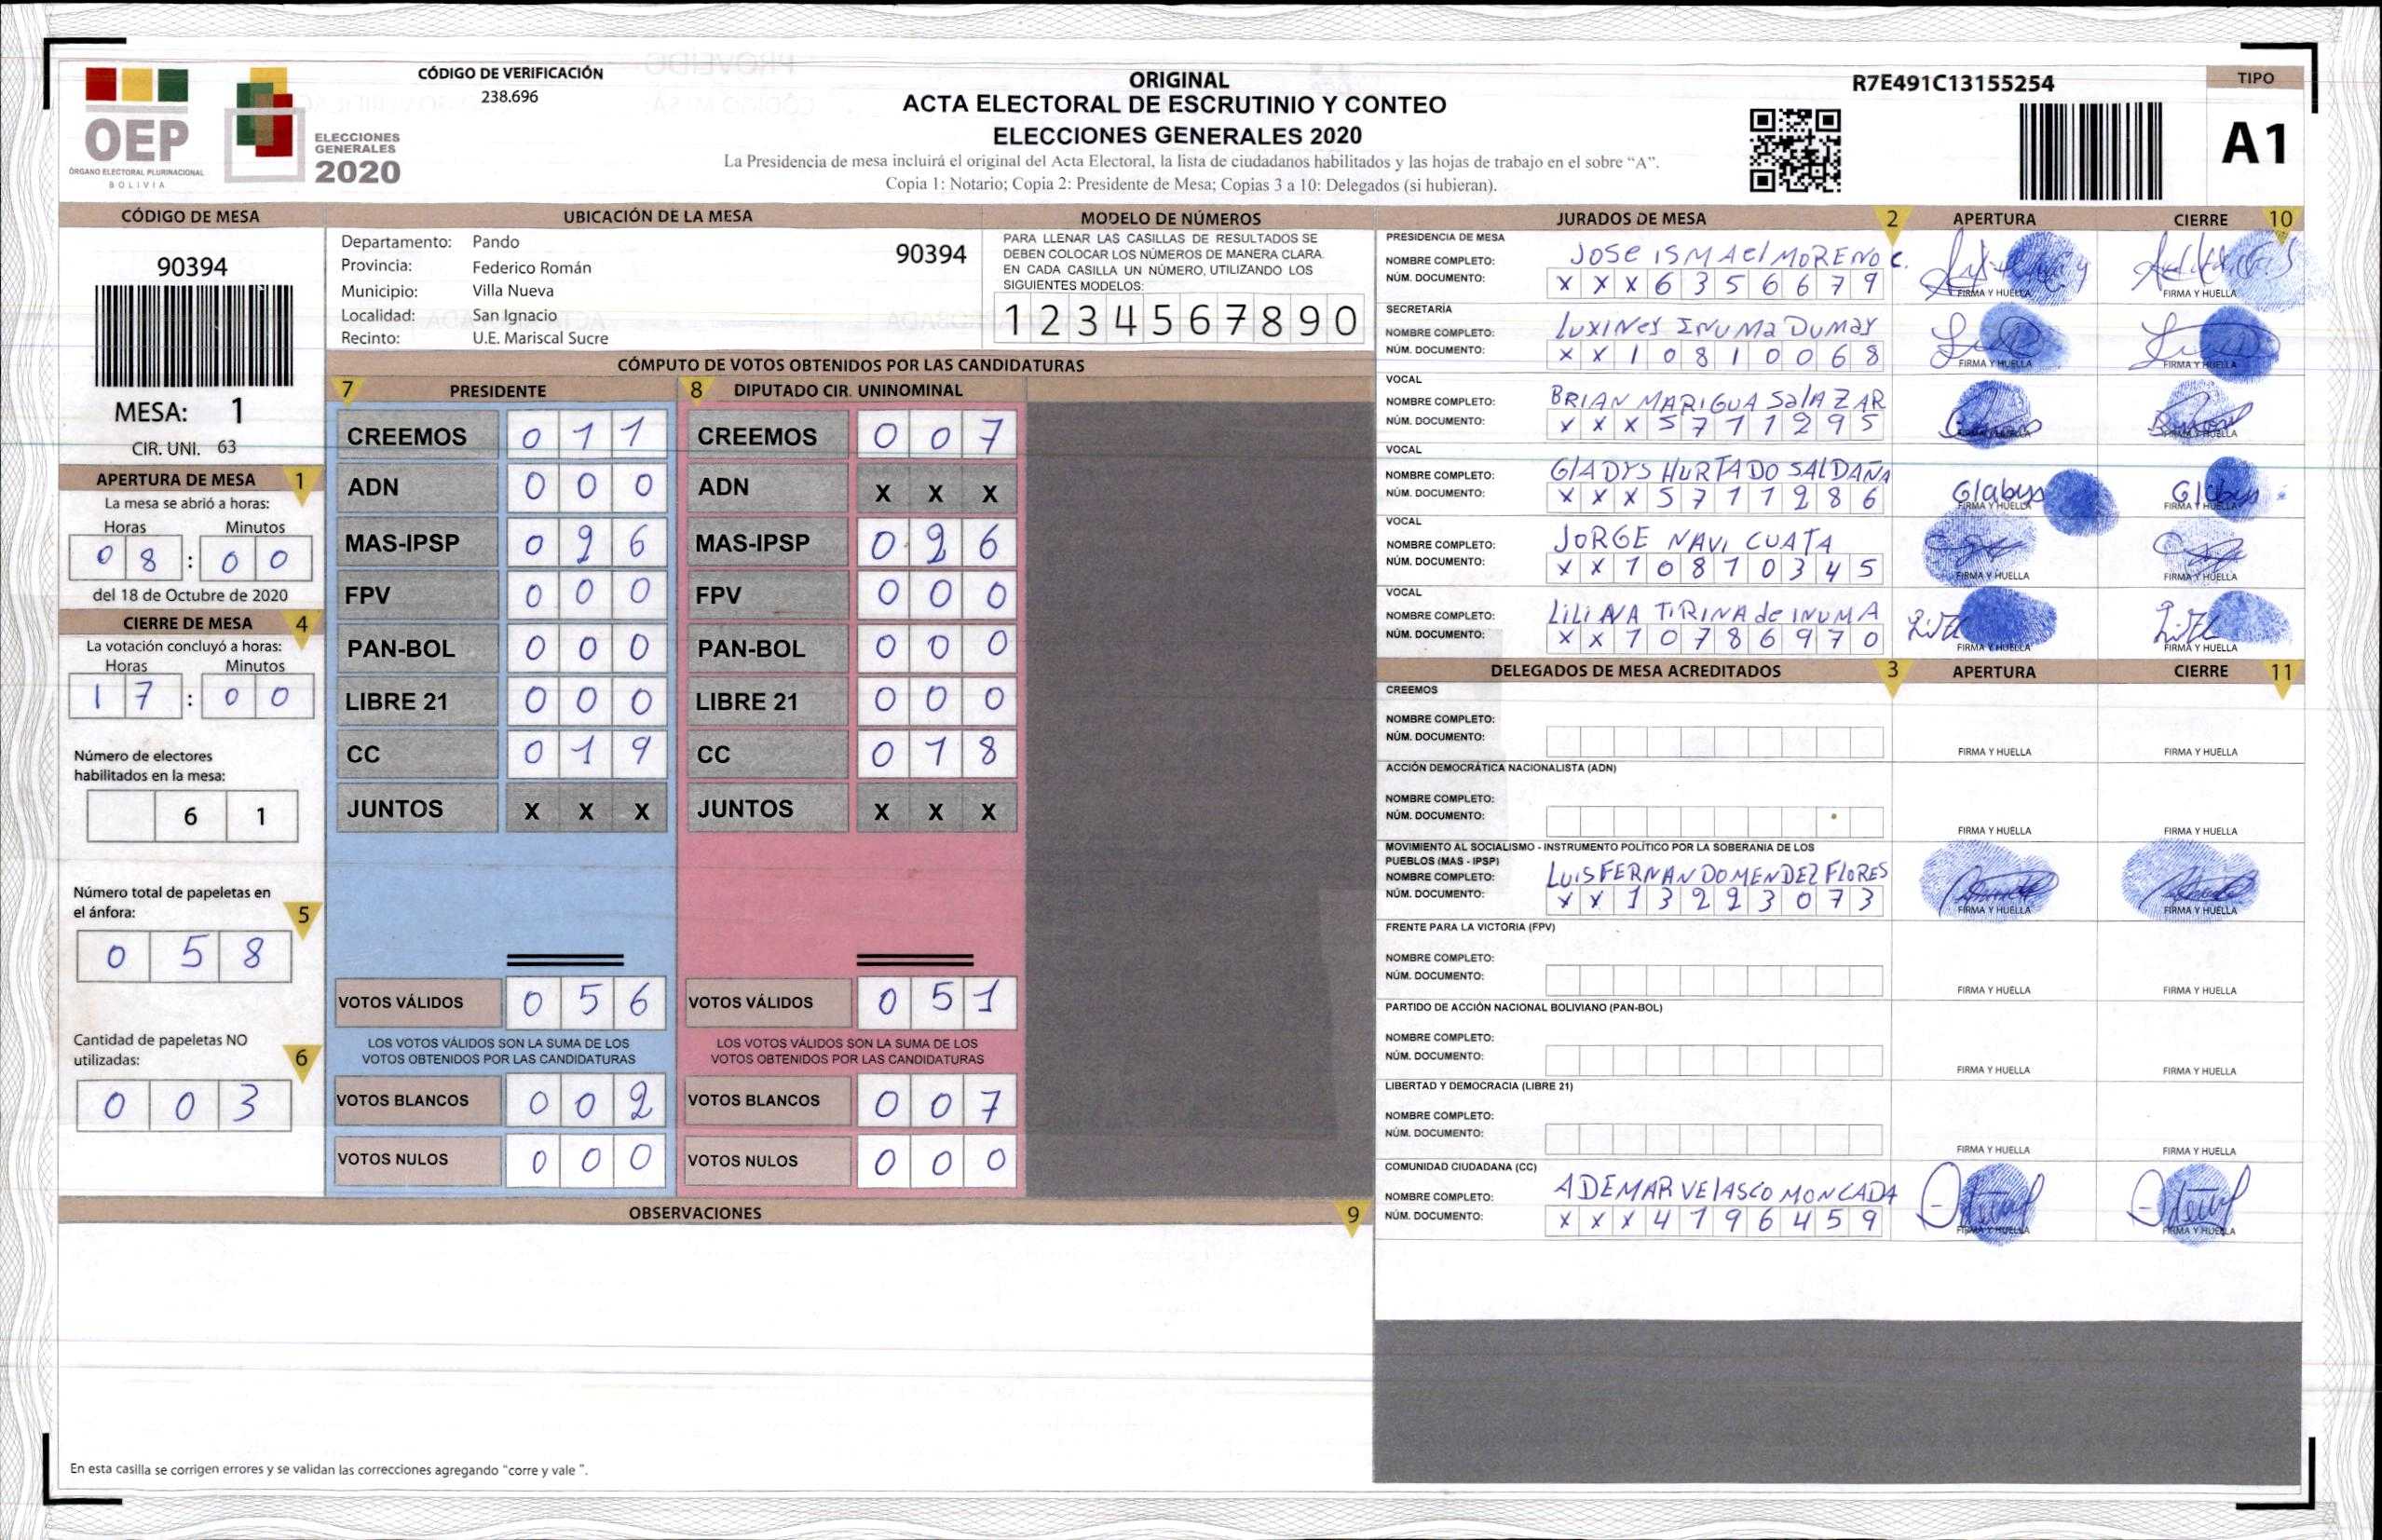 OEP
ÓRGANO ELECTORAL PLURINACIONAL
BOLIVIA
ELECCIONES
GENERALES
2020
CÓDIGO DE VERIFICACIÓN
238.696
ORIGINAL
ACTA ELECTORAL DE ESCRUTINIO Y CONTEO
ELECCIONES GENERALES 2020
La Presidencia de mesa incluirá el original del Acta Electoral, la lista de ciudadanos habilitados y las hojas de trabajo en el sobre “A”.
Copia 1: Notario; Copia 2: Presidente de Mesa; Copias 3 a 10: Delegados (si hubieran).
R7E491C13155254
TIPO
A1
CÓDIGO DE MESA
90394
MESA: 1
CIR. UNI. 63
APERTURA DE MESA 1
La mesa se abrió a horas:
Horas Minutos
0 8 : 0 0
del 18 de Octubre de 2020
CIERRE DE MESA 4
La votación concluyó a horas:
Horas Minutos
1 7 : 0 0
Número de electores
habilitados en la mesa:
6 1
Número total de papeletas en
el ánfora: 5
0 5 8
Cantidad de papeletas NO
utilizadas: 6
0 0 3
UBICACIÓN DE LA MESA
Departamento: Pando
90394
Provincia: Federico Román
Municipio: Villa Nueva
Localidad: San Ignacio
Recinto: U.E. Mariscal Sucre
MODELO DE NÚMEROS
PARA LLENAR LAS CASILLAS DE RESULTADOS SE
DEBEN COLOCAR LOS NÚMEROS DE MANERA CLARA.
EN CADA CASILLA UN NÚMERO, UTILIZANDO LOS
SIGUIENTES MODELOS:
1 2 3 4 5 6 7 8 9 0
CÓMPUTO DE VOTOS OBTENIDOS POR LAS CANDIDATURAS
7 PRESIDENTE
CREEMOS 0 1 1
ADN 0 0 0
MAS-IPSP 0 2 6
FPV 0 0 0
PAN-BOL 0 0 0
LIBRE 21 0 0 0
CC 0 1 9
JUNTOS X X X
VOTOS VÁLIDOS 0 5 6
LOS VOTOS VÁLIDOS SON LA SUMA DE LOS
VOTOS OBTENIDOS POR LAS CANDIDATURAS
VOTOS BLANCOS 0 0 2
VOTOS NULOS 0 0 0
8 DIPUTADO CIR. UNINOMINAL
CREEMOS 0 0 7
ADN X X X
MAS-IPSP 0 2 6
FPV 0 0 0
PAN-BOL 0 0 0
LIBRE 21 0 0 0
CC 0 1 8
JUNTOS X X X
VOTOS VÁLIDOS 0 5 1
LOS VOTOS VÁLIDOS SON LA SUMA DE LOS
VOTOS OBTENIDOS POR LAS CANDIDATURAS
VOTOS BLANCOS 0 0 7
VOTOS NULOS 0 0 0
OBSERVACIONES 9
En esta casilla se corrigen errores y se validan las correcciones agregando “corre y vale ”.
JURADOS DE MESA 2 APERTURA CIERRE 10
PRESIDENCIA DE MESA
NOMBRE COMPLETO: JOSE ISMAEl MORENO C.
NÚM. DOCUMENTO: X X X 6 3 5 6 6 7 9
FIRMA Y HUELLA FIRMA Y HUELLA
SECRETARÍA
NOMBRE COMPLETO: LUXINES INUMA DUMAY
NÚM. DOCUMENTO: X X 1 0 8 1 0 0 6 8
FIRMA Y HUELLA FIRMA Y HUELLA
VOCAL
NOMBRE COMPLETO: BRIAN MARIGUA SalAZAR
NÚM. DOCUMENTO: X X X 5 7 1 1 2 9 5
FIRMA Y HUELLA
VOCAL
NOMBRE COMPLETO: GlADYS HURTADO SALDAÑA
NÚM. DOCUMENTO: X X X 5 7 1 1 2 8 6
Gladys
FIRMA Y HUELLA FIRMA Y HUELLA
VOCAL
NOMBRE COMPLETO: JORGE NAVI CUATA
NÚM. DOCUMENTO: X X 1 0 8 1 0 3 4 5
FIRMA Y HUELLA FIRMA Y HUELLA
VOCAL
NOMBRE COMPLETO: LILIANA TIRINA de INUMA
NÚM. DOCUMENTO: X X 1 0 7 8 6 9 7 0
FIRMA Y HUELLA FIRMA Y HUELLA
DELEGADOS DE MESA ACREDITADOS 3 APERTURA CIERRE 11
CREEMOS
NOMBRE COMPLETO:
NÚM. DOCUMENTO:
FIRMA Y HUELLA FIRMA Y HUELLA
ACCIÓN DEMOCRÁTICA NACIONALISTA (ADN)
NOMBRE COMPLETO:
NÚM. DOCUMENTO:
FIRMA Y HUELLA FIRMA Y HUELLA
MOVIMIENTO AL SOCIALISMO - INSTRUMENTO POLÍTICO POR LA SOBERANIA DE LOS
PUEBLOS (MAS - IPSP)
NOMBRE COMPLETO: LUIS FERNANDO MENDEZ FlORES
NÚM. DOCUMENTO: X X 1 3 2 2 3 0 7 3
FIRMA Y HUELLA FIRMA Y HUELLA
FRENTE PARA LA VICTORIA (FPV)
NOMBRE COMPLETO:
NÚM. DOCUMENTO:
FIRMA Y HUELLA FIRMA Y HUELLA
PARTIDO DE ACCIÓN NACIONAL BOLIVIANO (PAN-BOL)
NOMBRE COMPLETO:
NÚM. DOCUMENTO:
FIRMA Y HUELLA FIRMA Y HUELLA
LIBERTAD Y DEMOCRACIA (LIBRE 21)
NOMBRE COMPLETO:
NÚM. DOCUMENTO:
FIRMA Y HUELLA FIRMA Y HUELLA
COMUNIDAD CIUDADANA (CC)
NOMBRE COMPLETO: ADEMAR VElASCO MONCADA
NÚM. DOCUMENTO: X X X 4 1 9 6 4 5 9
FIRMA Y HUELLA FIRMA Y HUELLA